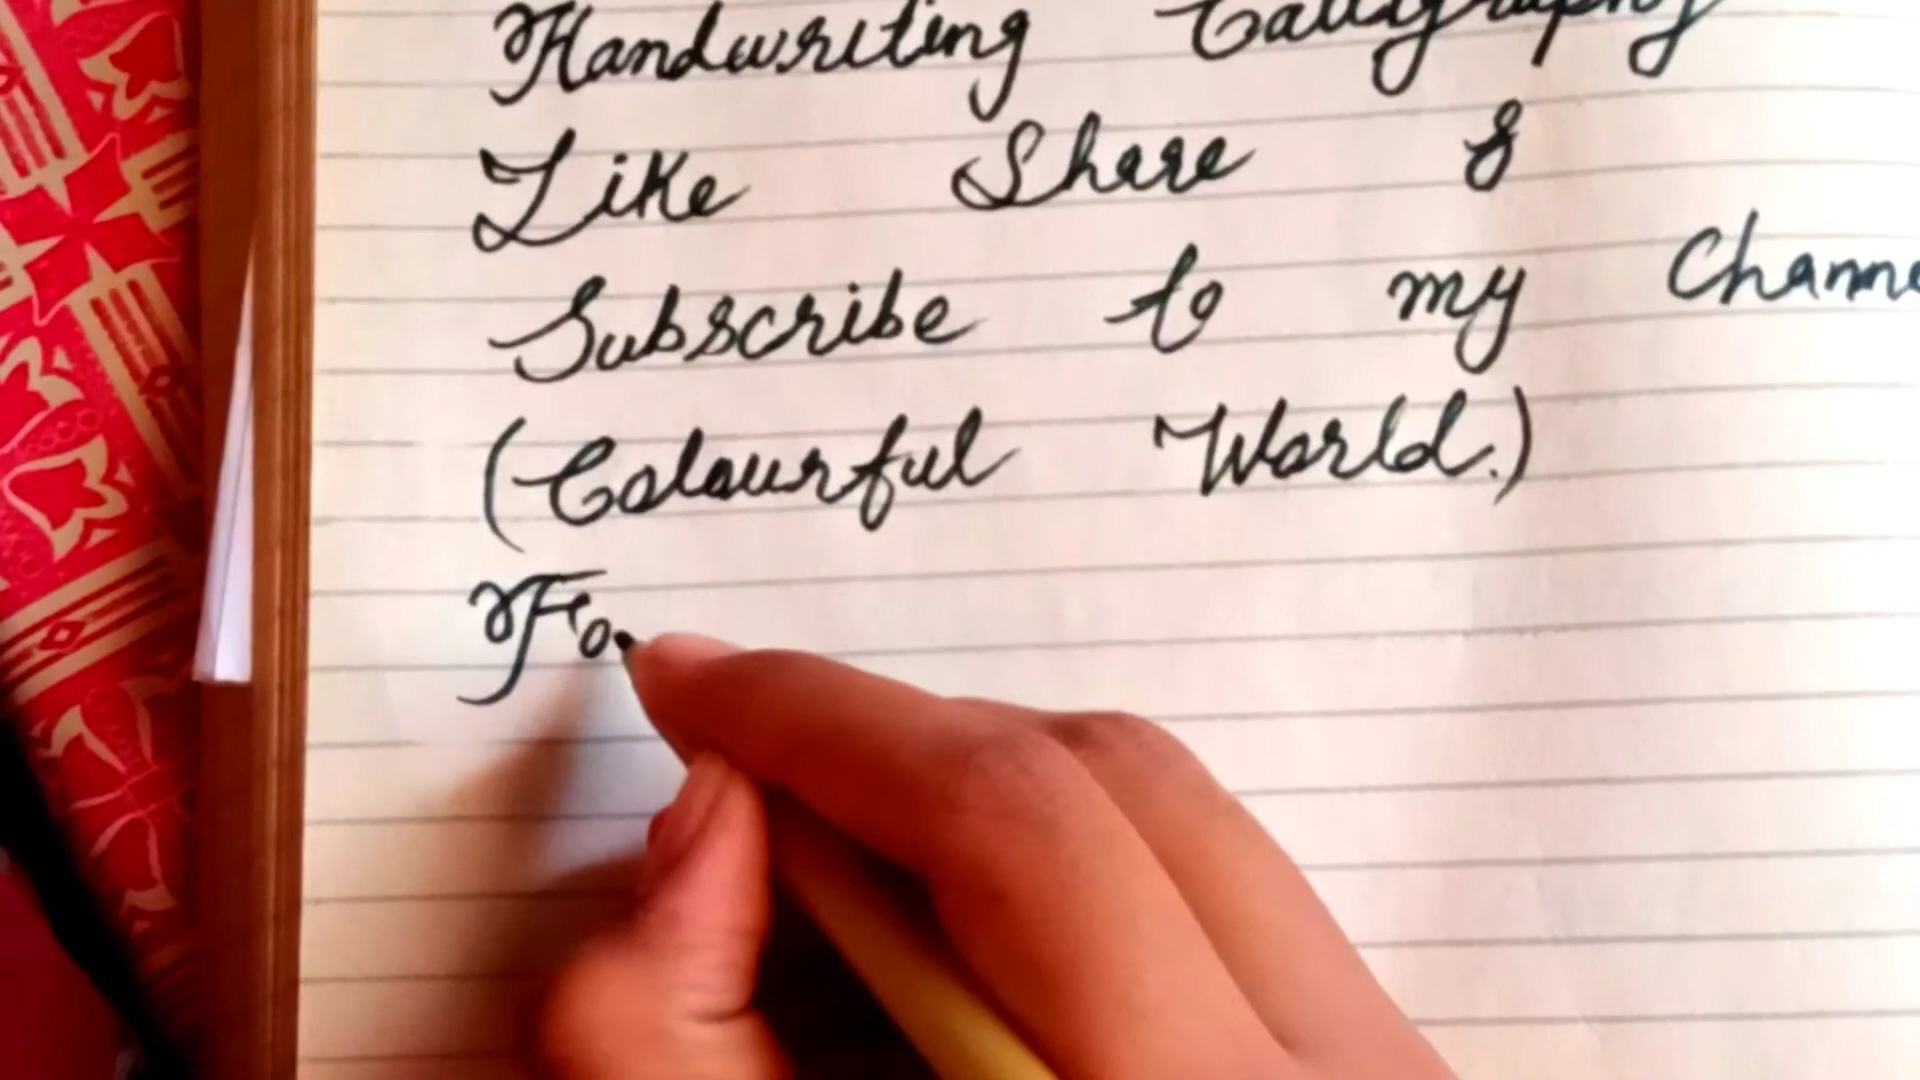 Handwriting Calligraphy
Like Share &
Subscribe to my Channe
(Colourful World.)
Fo